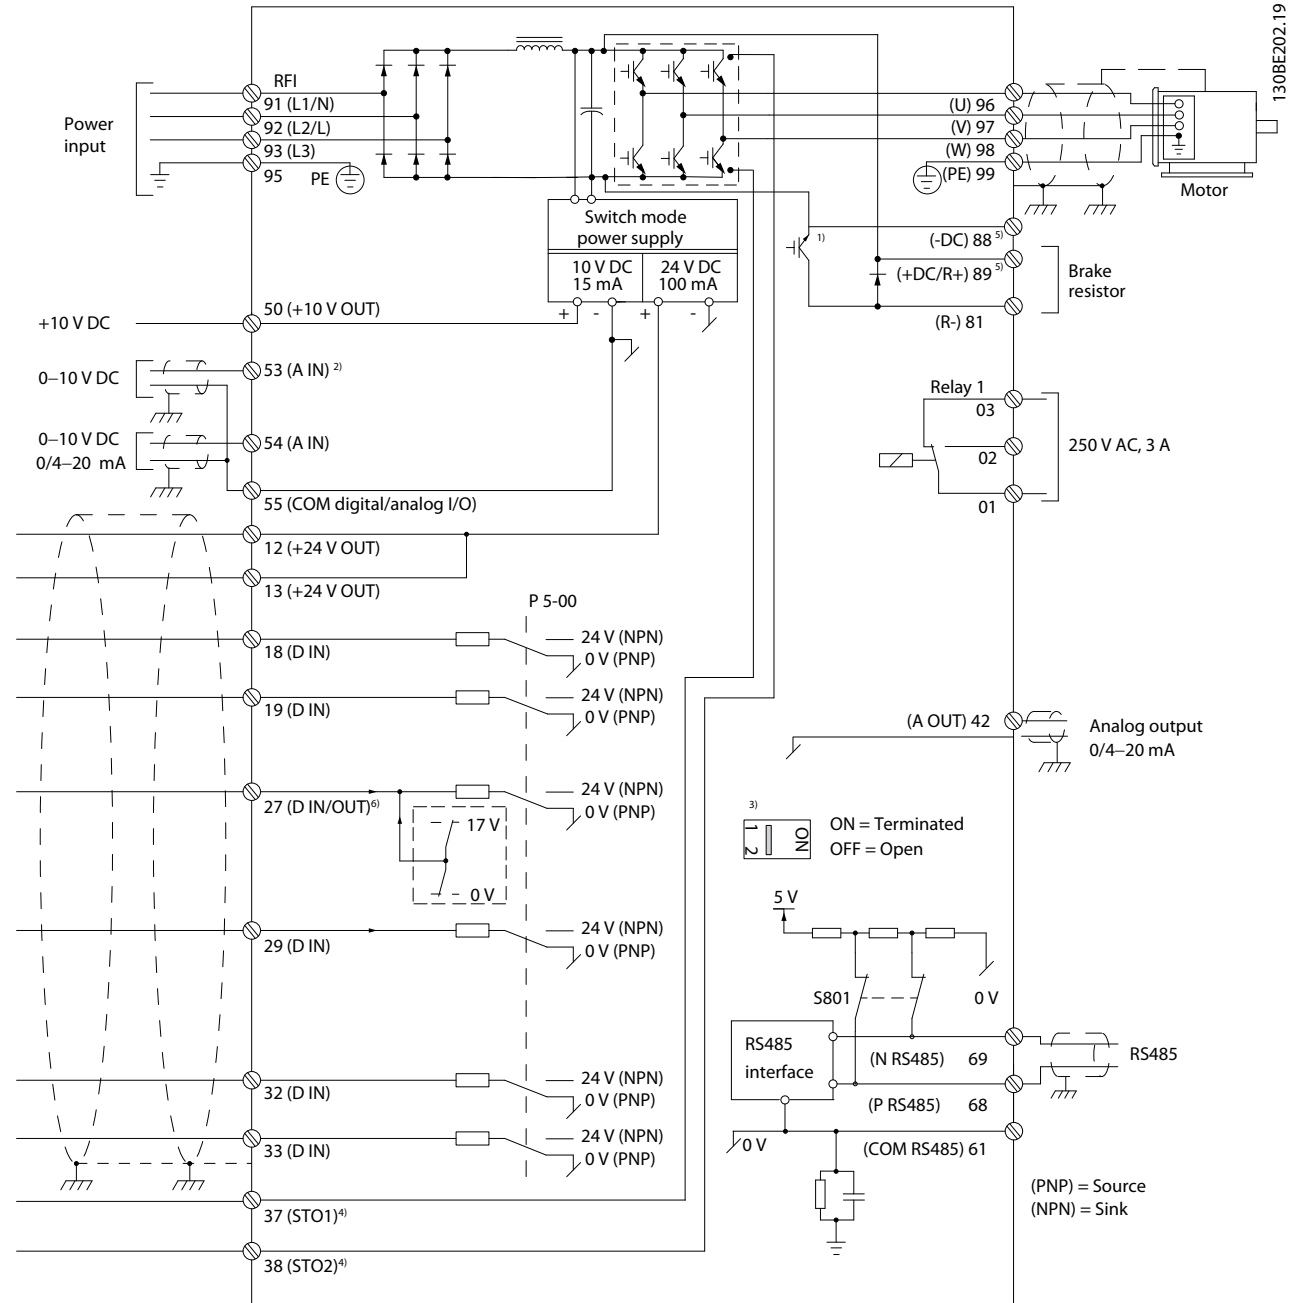 130BE202.19
RFI
Power
input
91 (L1/N)
92 (L2/L)
93 (L3)
95
PE
(U) 96
(V) 97
(W) 98
(PE) 99
Motor
Switch mode
power supply
10 V DC
15 mA
24 V DC
100 mA
+ - + -
1)
(-DC) 88 5)
(+DC/R+) 89 5)
(R-) 81
Brake
resistor
+10 V DC
50 (+10 V OUT)
0–10 V DC
53 (A IN) 2)
0–10 V DC
0/4–20 mA
54 (A IN)
55 (COM digital/analog I/O)
Relay 1
03
02
01
250 V AC, 3 A
12 (+24 V OUT)
13 (+24 V OUT)
P 5-00
18 (D IN)
24 V (NPN)
0 V (PNP)
19 (D IN)
24 V (NPN)
0 V (PNP)
27 (D IN/OUT) 6)
24 V (NPN)
0 V (PNP)
17 V
0 V
29 (D IN)
24 V (NPN)
0 V (PNP)
32 (D IN)
24 V (NPN)
0 V (PNP)
33 (D IN)
24 V (NPN)
0 V (PNP)
37 (STO1) 4)
38 (STO2) 4)
(A OUT) 42
Analog output
0/4–20 mA
3)
1 2 ON
ON = Terminated
OFF = Open
5 V
S801
0 V
RS485
interface
(N RS485) 69
(P RS485) 68
RS485
0 V
(COM RS485) 61
(PNP) = Source
(NPN) = Sink